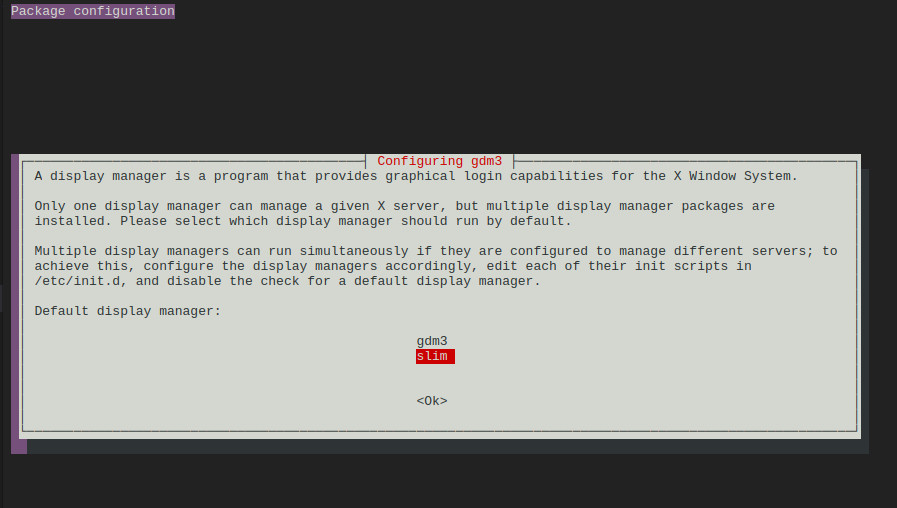 Package configuration
Configuring gdm3
A display manager is a program that provides graphical login capabilities for the X Window System.
Only one display manager can manage a given X server, but multiple display manager packages are
installed. Please select which display manager should run by default.
Multiple display managers can run simultaneously if they are configured to manage different servers; to
achieve this, configure the display managers accordingly, edit each of their init scripts in
/etc/init.d, and disable the check for a default display manager.
Default display manager:
gdm3
slim
<Ok>